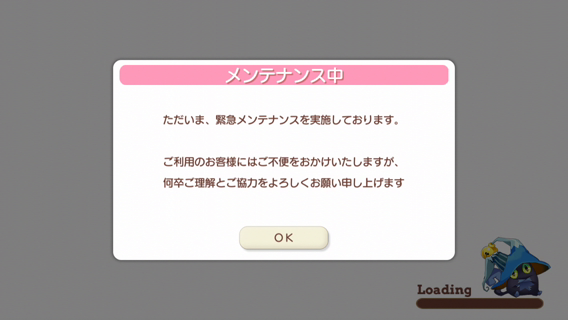 メンテナンス中
ただいま、緊急メンテナンスを実施しております。
ご利用のお客様にはご不便をおかけいたしますが、
何卒ご理解とご協力をよろしくお願い申し上げます
OK
Loading